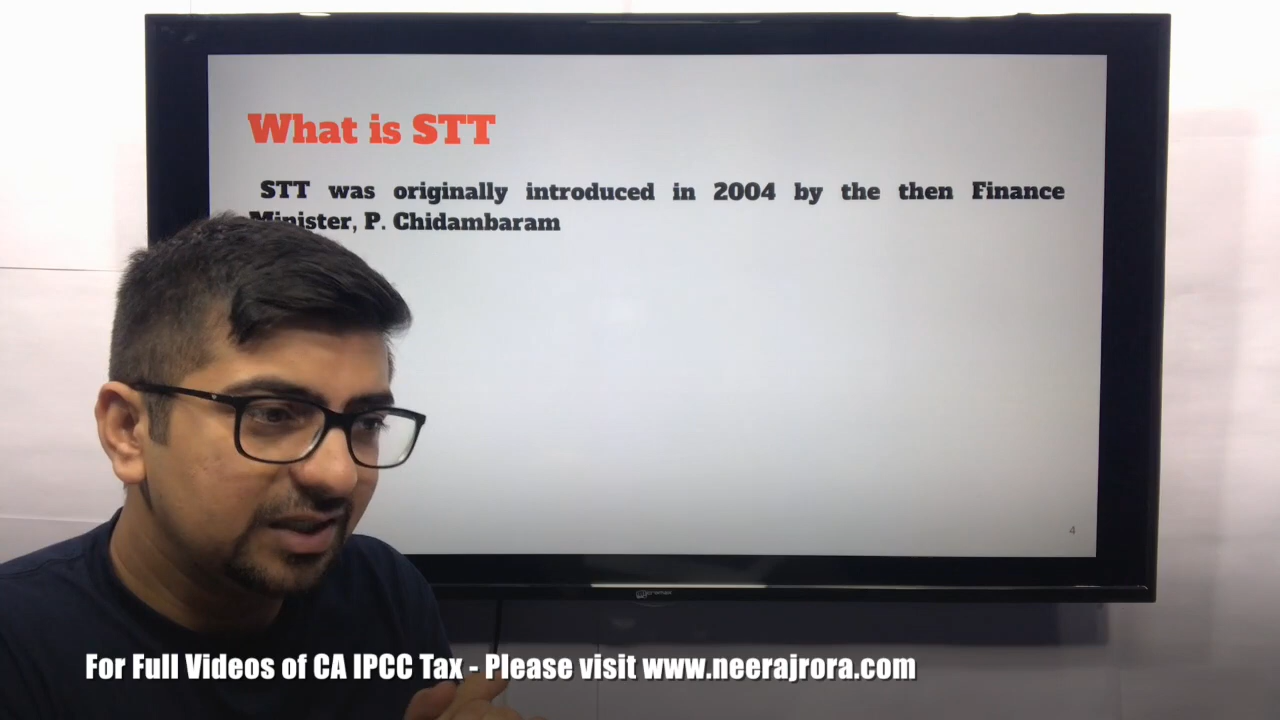 What is STT
STT was originally introduced in 2004 by the then Finance
Minister, P. Chidambaram
4
For Full Videos of CA IPCC Tax - Please visit www.neerajrora.com